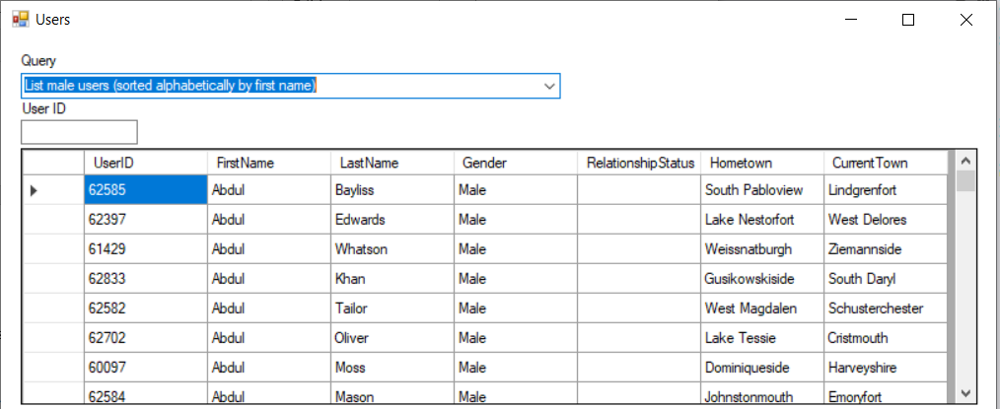 Users
Query
List male users (sorted alphabetically by first name)
User ID
UserID FirstName LastName Gender RelationshipStatus Hometown CurrentTown
62585 Abdul Bayliss Male South Pabloview Lindgrenfort
62397 Abdul Edwards Male Lake Nestorfort West Delores
61429 Abdul Whatson Male Weissnatburgh Ziemannside
62833 Abdul Khan Male Gusikowskiside South Daryl
62582 Abdul Tailor Male West Magdalen Schusterchester
62702 Abdul Oliver Male Lake Tessie Cristmouth
60097 Abdul Moss Male Dominiqueside Harveyshire
62584 Abdul Mason Male Johnstonmouth Emoryfort